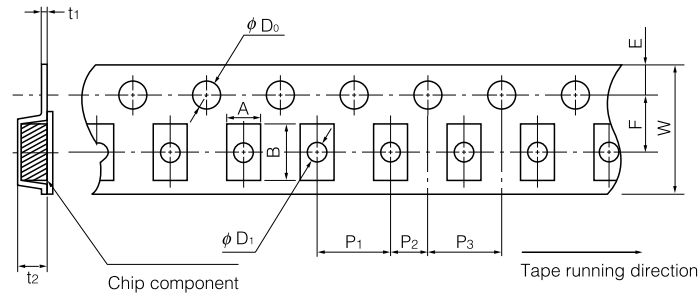 t1
ϕ D0
E
A
F
W
B
ϕ D1
P1
P2
P3
t2
Chip component
Tape running direction